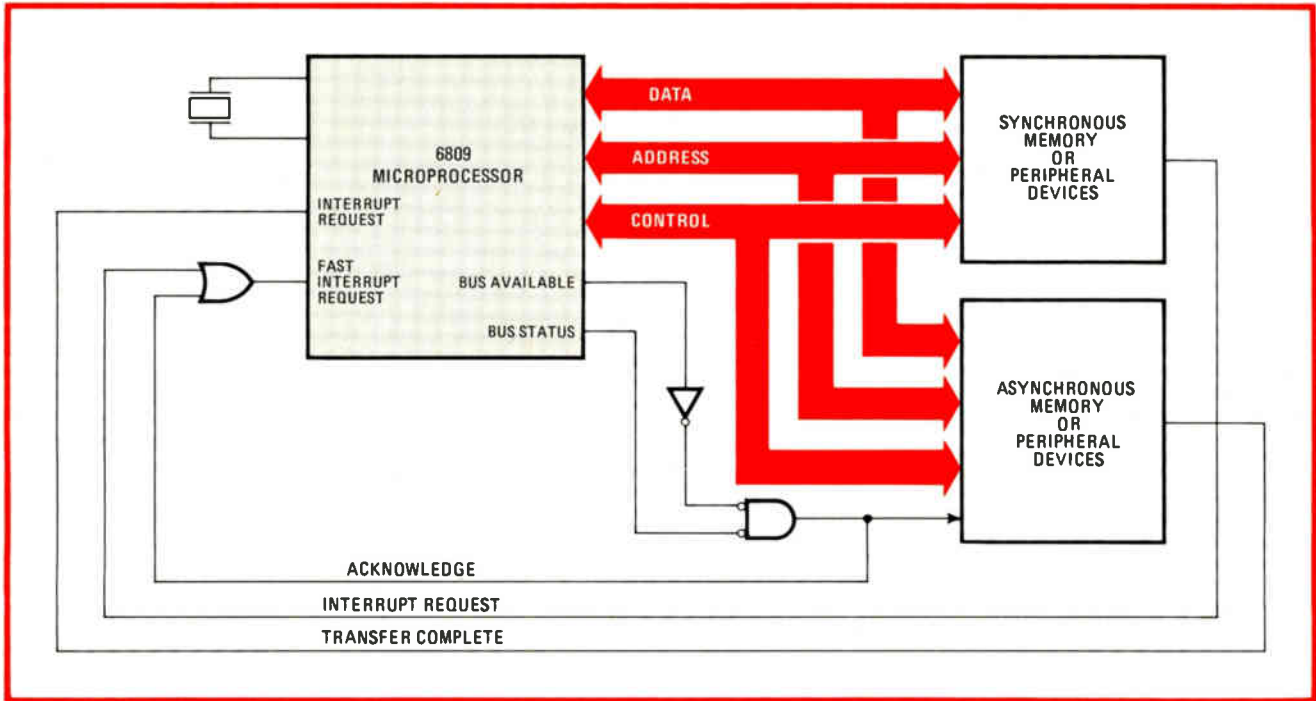 6809
MICROPROCESSOR
INTERRUPT
REQUEST
FAST
INTERRUPT
REQUEST
BUS AVAILABLE
BUS STATUS
DATA
ADDRESS
CONTROL
SYNCHRONOUS
MEMORY
OR
PERIPHERAL
DEVICES
ASYNCHRONOUS
MEMORY
OR
PERIPHERAL
DEVICES
ACKNOWLEDGE
INTERRUPT REQUEST
TRANSFER COMPLETE